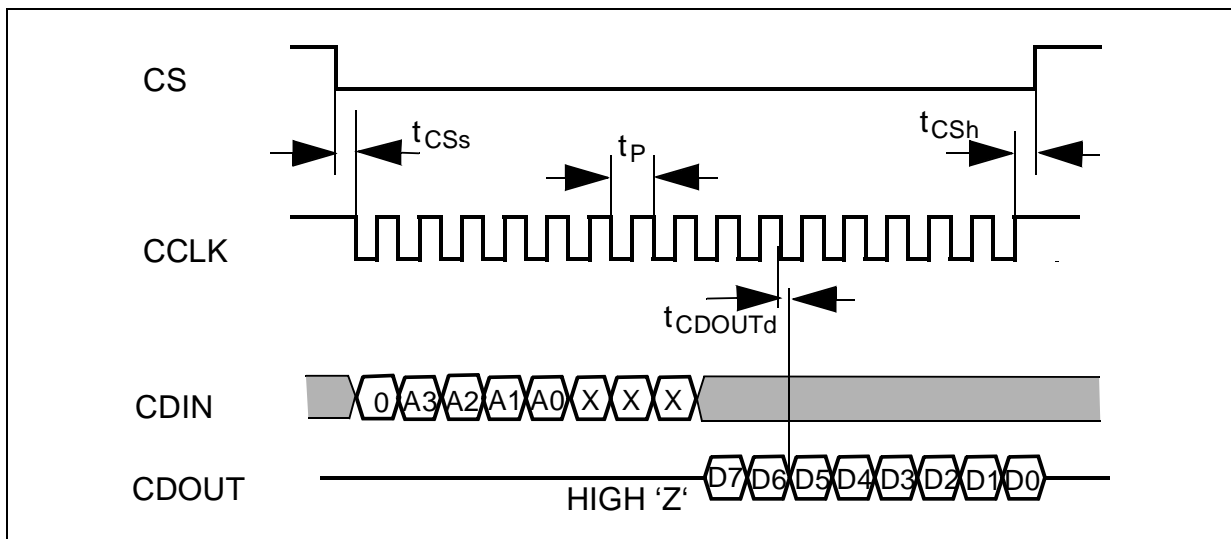 CS
tCSs
tP
tCSh
CCLK
tCDOUTd
CDIN
0 A3 A2 A1 A0 X X X
CDOUT
HIGH ‘Z‘
D7 D6 D5 D4 D3 D2 D1 D0